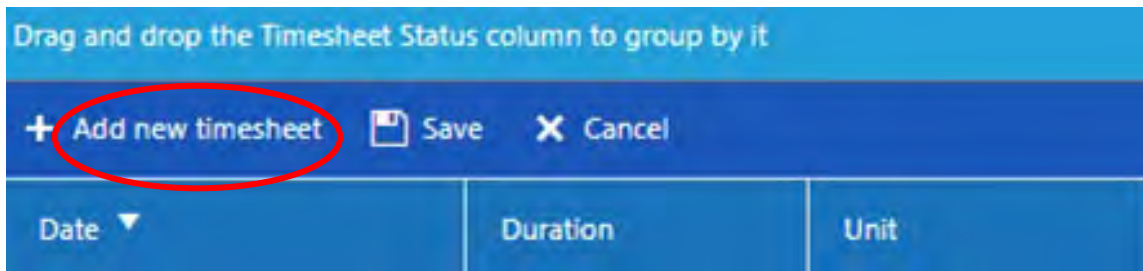 Drag and drop the Timesheet Status column to group by it
+ Add new timesheet Save X Cancel
Date ▼ Duration Unit